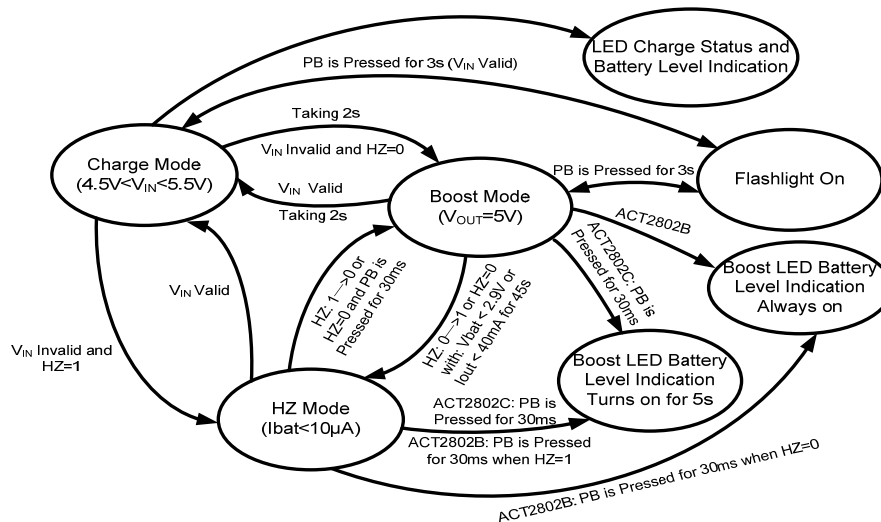 LED Charge Status and
Battery Level Indication
PB is Pressed for 3s (VIN Valid)
Taking 2s
Charge Mode
(4.5V<VIN<5.5V)
VIN Invalid and HZ=0
VIN Valid
Taking 2s
Boost Mode
(VOUT=5V)
PB is Pressed for 3s
Flashlight On
ACT2802B
ACT2802C: PB is
Pressed for 30ms
Boost LED Battery
Level Indication
Always on
VIN Valid
HZ: 1--->0 or
HZ=0 and PB is
Pressed for 30ms
HZ: 0--->1 or HZ=0
with: Vbat < 2.9V or
Iout < 40mA for 45s
VIN Invalid and
HZ=1
Boost LED Battery
Level Indication
Turns on for 5s
HZ Mode
(Ibat<10µA)
ACT2802C: PB is
Pressed for 30ms
ACT2802B: PB is Pressed
for 30ms when HZ=1
ACT2802B: PB is Pressed for 30ms when HZ=0